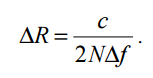 ΔR = c / 2NΔf .